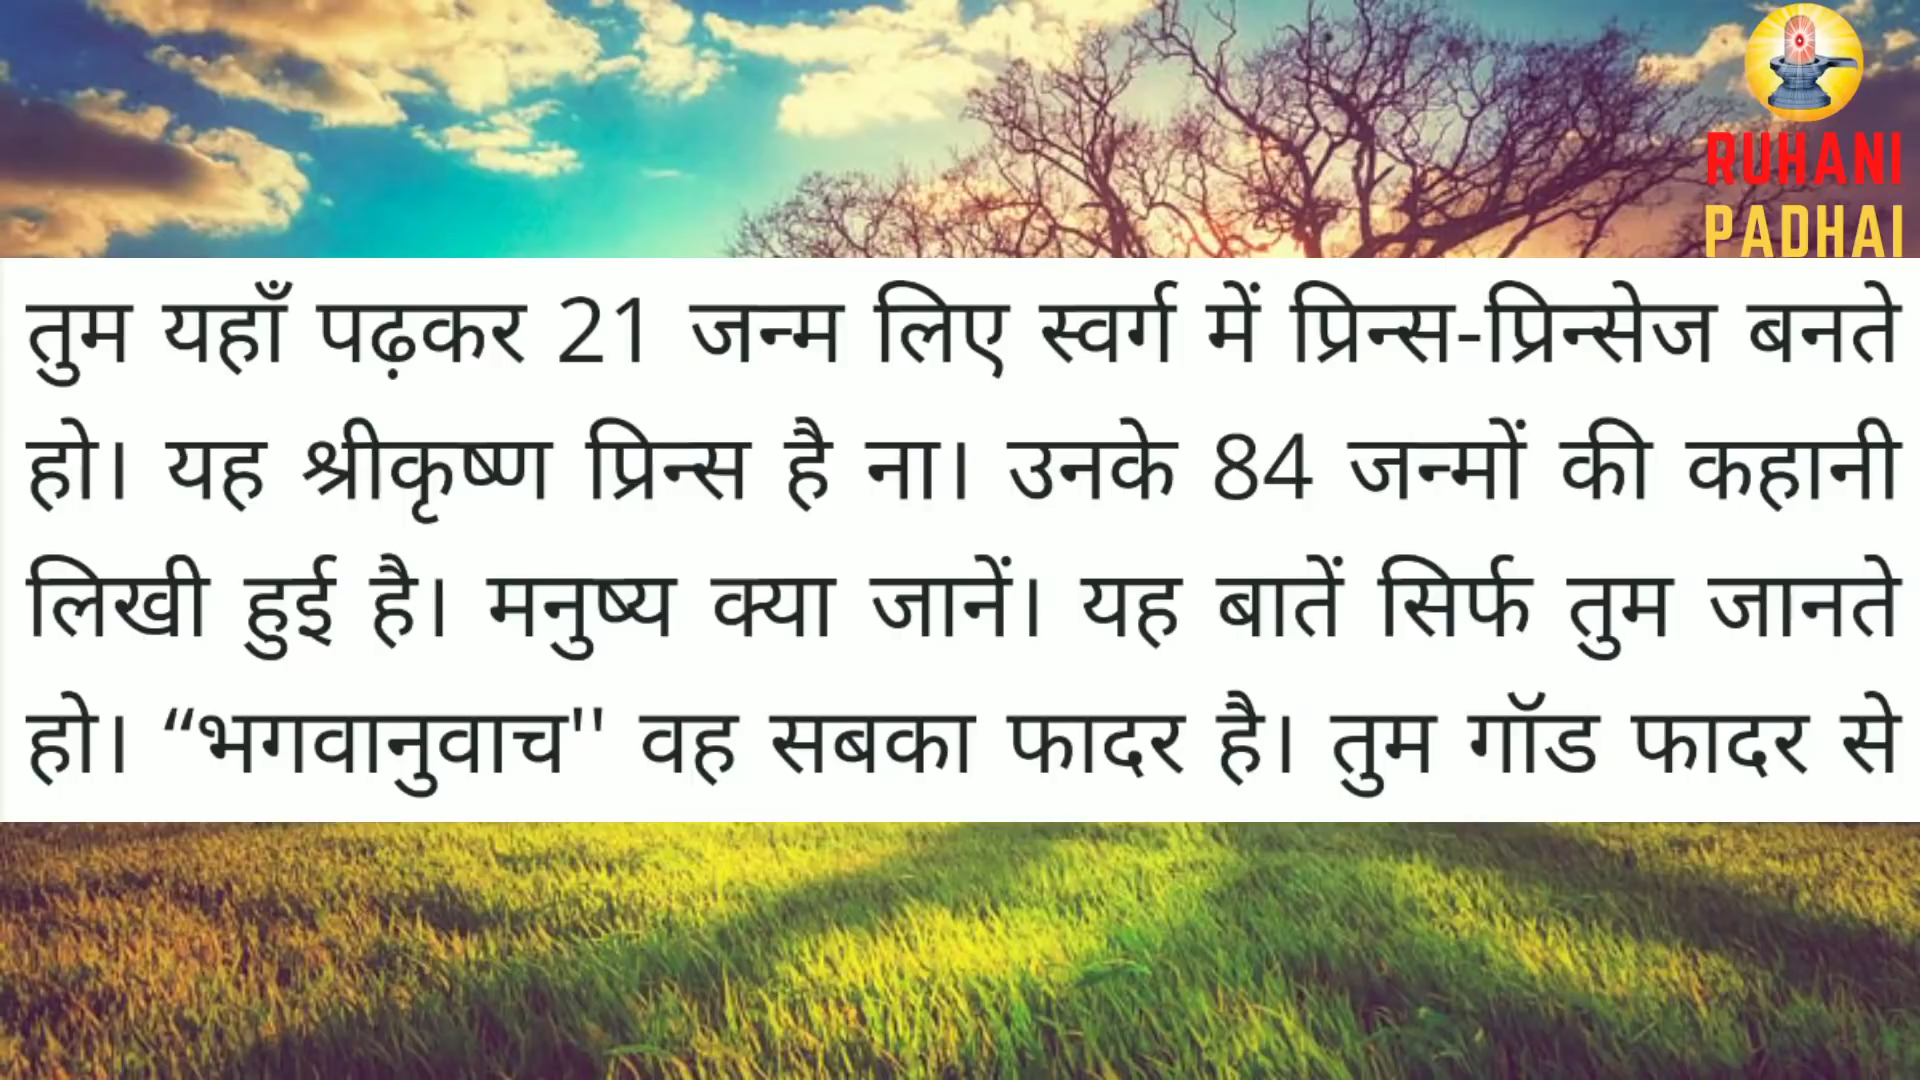 RUHANI
PADHAI
तुम यहाँ पढ़कर 21 जन्म लिए स्वर्ग में प्रिन्स-प्रिन्सेज बनते
हो। यह श्रीकृष्ण प्रिन्स है ना। उनके 84 जन्मों की कहानी
लिखी हुई है। मनुष्य क्या जानें। यह बातें सिर्फ तुम जानते
हो। “भगवानुवाच'' वह सबका फादर है। तुम गॉड फादर से